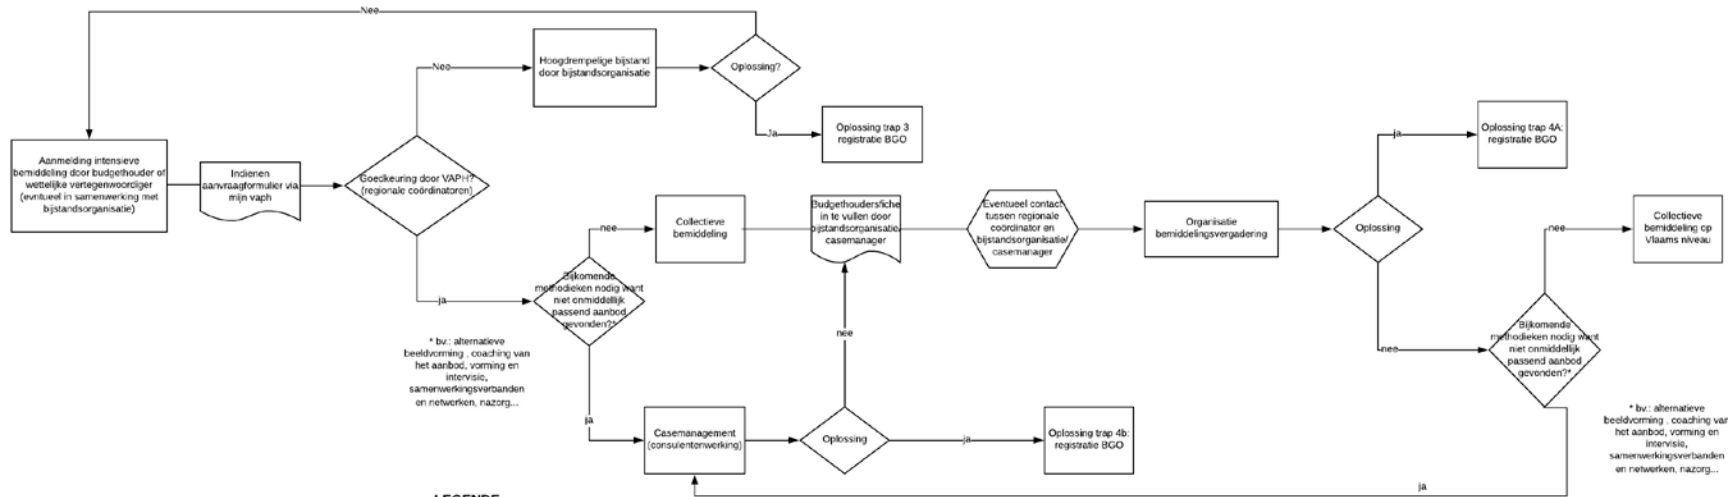 Nee
Hoogdrempelige bijstand
door bijstandsorganisatie
Oplossing?
Nee
Ja
Oplossing trap 3
registratie BGO
Aanmelding intensieve
bemiddeling door budgethouder of
wettelijke vertegenwoordiger
(evntueel in samenwerking met
bijstandsorganisatie)
Indienen
aanvraagformulier via
mijn vaph
Goedkeuring door VAPH?
(regionale coördinatoren)
ja
Bijkomende
methodieken nodig want
niet onmiddellijk
passend aanbod
gevonden?*
nee
Collectieve
bemiddeling
Budgethoudersfiche
in te vullen door
bijstandsorganisatie/
casemanager
Eventueel contact
tussen regionale
coördinator en
bijstandsorganisatie/
casemanager
Organisatie
bemiddelingsvergadering
Oplossing
ja
Oplossing trap 4A:
registratie BGO
nee
Bijkomende
methodieken nodig want
niet onmiddellijk
passend aanbod
gevonden?*
nee
Collectieve
bemiddeling op
Vlaams niveau
* bv.: alternatieve
beeldvorming , coaching van
het aanbod, vorming en
intervisie,
samenwerkingsverbanden
en netwerken, nazorg...
ja
Casemanagement
(consulentenwerking)
Oplossing
nee
ja
Oplossing trap 4b:
registratie BGO
* bv.: alternatieve
beeldvorming , coaching van
het aanbod, vorming en
intervisie,
samenwerkingsverbanden
en netwerken, nazorg...
ja
LEGENDE